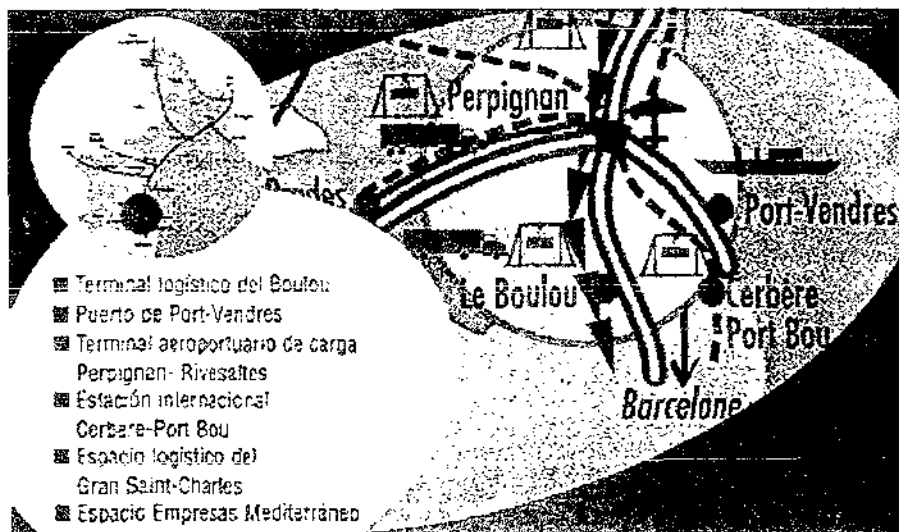 Perpignan
Port-Vendres
Le Boulou
Cerbère
Port Bou
Barcelone
Terminal logístico del Boulou
Puerto de Port-Vendres
Terminal aeroportuario de carga
Perpignan- Rivesaltes
Estación internacional
Cerbere-Port Bou
Espacio logístico del
Gran Saint-Charles
Espacio Empresas Mediterráneo